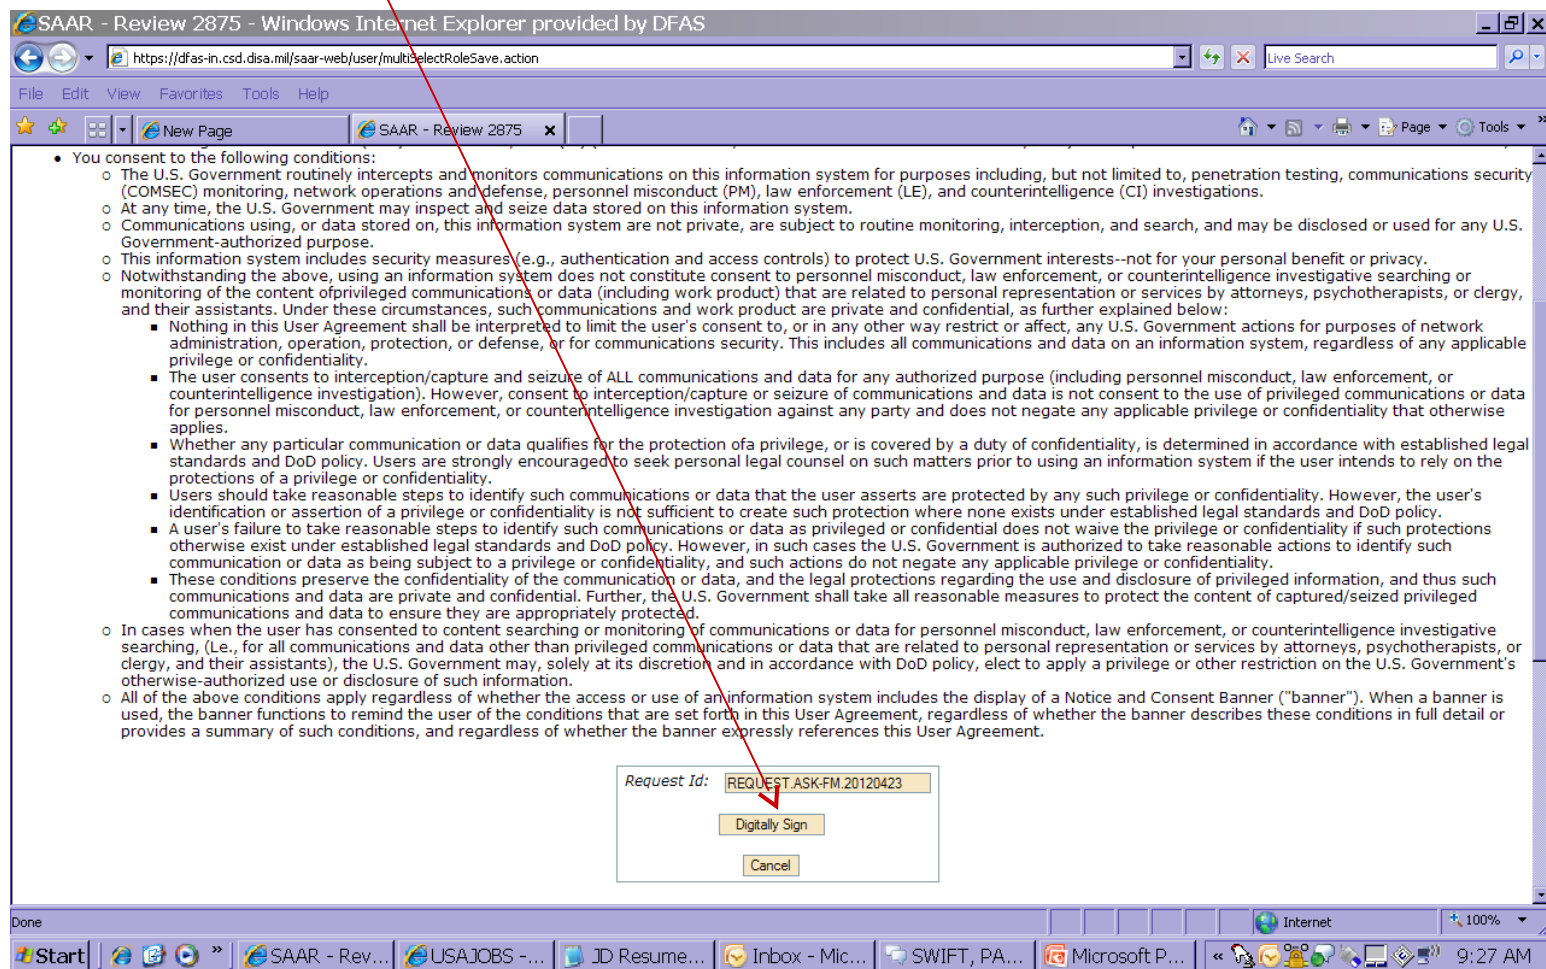 SAAR - Review 2875 - Windows Internet Explorer provided by DFAS
https://dfas-in.csd.disa.mil/saar-web/user/multiSelectRoleSave.action
Live Search
File Edit View Favorites Tools Help
New Page
SAAR - Review 2875
Page
Tools
• You consent to the following conditions:
o The U.S. Government routinely intercepts and monitors communications on this information system for purposes including, but not limited to, penetration testing, communications security
(COMSEC) monitoring, network operations and defense, personnel misconduct (PM), law enforcement (LE), and counterintelligence (CI) investigations.
o At any time, the U.S. Government may inspect and seize data stored on this information system.
o Communications using, or data stored on, this information system are not private, are subject to routine monitoring, interception, and search, and may be disclosed or used for any U.S.
Government-authorized purpose.
o This information system includes security measures (e.g., authentication and access controls) to protect U.S. Government interests--not for your personal benefit or privacy.
o Notwithstanding the above, using an information system does not constitute consent to personnel misconduct, law enforcement, or counterintelligence investigative searching or
monitoring of the content ofprivileged communications or data (including work product) that are related to personal representation or services by attorneys, psychotherapists, or clergy,
and their assistants. Under these circumstances, such communications and work product are private and confidential, as further explained below:
▪ Nothing in this User Agreement shall be interpreted to limit the user's consent to, or in any other way restrict or affect, any U.S. Government actions for purposes of network
administration, operation, protection, or defense, or for communications security. This includes all communications and data on an information system, regardless of any applicable
privilege or confidentiality.
▪ The user consents to interception/capture and seizure of ALL communications and data for any authorized purpose (including personnel misconduct, law enforcement, or
counterintelligence investigation). However, consent to interception/capture or seizure of communications and data is not consent to the use of privileged communications or data
for personnel misconduct, law enforcement, or counterintelligence investigation against any party and does not negate any applicable privilege or confidentiality that otherwise
applies.
▪ Whether any particular communication or data qualifies for the protection ofa privilege, or is covered by a duty of confidentiality, is determined in accordance with established legal
standards and DoD policy. Users are strongly encouraged to seek personal legal counsel on such matters prior to using an information system if the user intends to rely on the
protections of a privilege or confidentiality.
▪ Users should take reasonable steps to identify such communications or data that the user asserts are protected by any such privilege or confidentiality. However, the user's
identification or assertion of a privilege or confidentiality is not sufficient to create such protection where none exists under established legal standards and DoD policy.
▪ A user's failure to take reasonable steps to identify such communications or data as privileged or confidential does not waive the privilege or confidentiality if such protections
otherwise exist under established legal standards and DoD policy. However, in such cases the U.S. Government is authorized to take reasonable actions to identify such
communication or data as being subject to a privilege or confidentiality, and such actions do not negate any applicable privilege or confidentiality.
▪ These conditions preserve the confidentiality of the communication or data, and the legal protections regarding the use and disclosure of privileged information, and thus such
communications and data are private and confidential. Further, the U.S. Government shall take all reasonable measures to protect the content of captured/seized privileged
communications and data to ensure they are appropriately protected.
o In cases when the user has consented to content searching or monitoring of communications or data for personnel misconduct, law enforcement, or counterintelligence investigative
searching, (Le., for all communications and data other than privileged communications or data that are related to personal representation or services by attorneys, psychotherapists, or
clergy, and their assistants), the U.S. Government may, solely at its discretion and in accordance with DoD policy, elect to apply a privilege or other restriction on the U.S. Government's
otherwise-authorized use or disclosure of such information.
o All of the above conditions apply regardless of whether the access or use of an information system includes the display of a Notice and Consent Banner ("banner"). When a banner is
used, the banner functions to remind the user of the conditions that are set forth in this User Agreement, regardless of whether the banner describes these conditions in full detail or
provides a summary of such conditions, and regardless of whether the banner expressly references this User Agreement.
Request Id: REQUEST.ASK-FM.20120423
Digitally Sign
Cancel
Done
Internet
100%
Start
SAAR - Rev...
USAJOBS -...
JD Resume...
Inbox - Mic...
SWIFT, PA...
Microsoft P...
9:27 AM